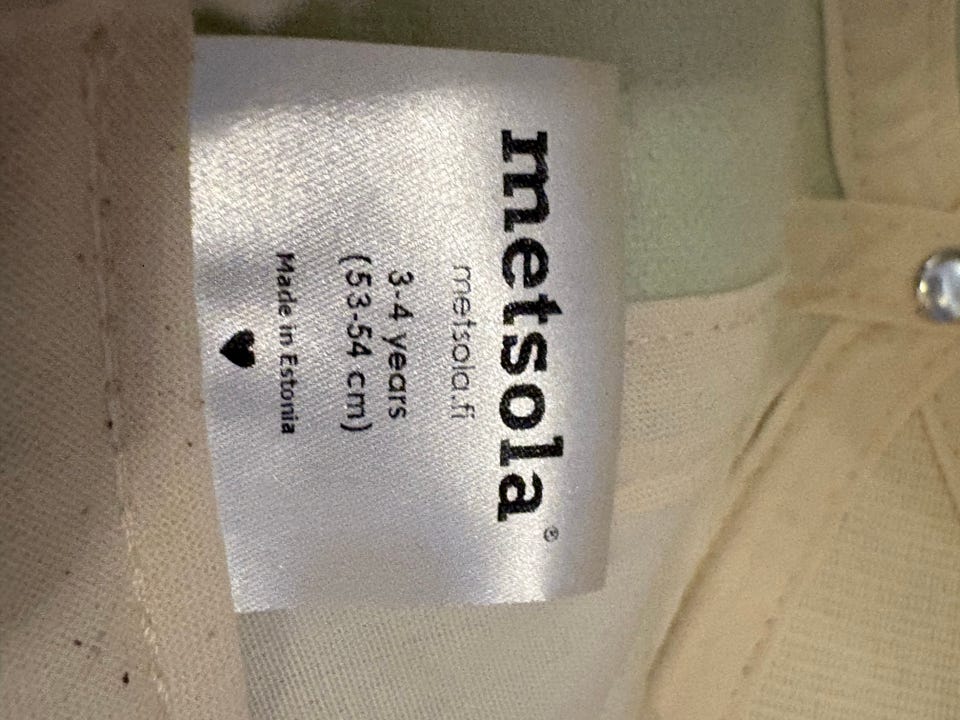 metsola®
metsola.fi
3-4 years
(53-54 cm)
Made in Estonia